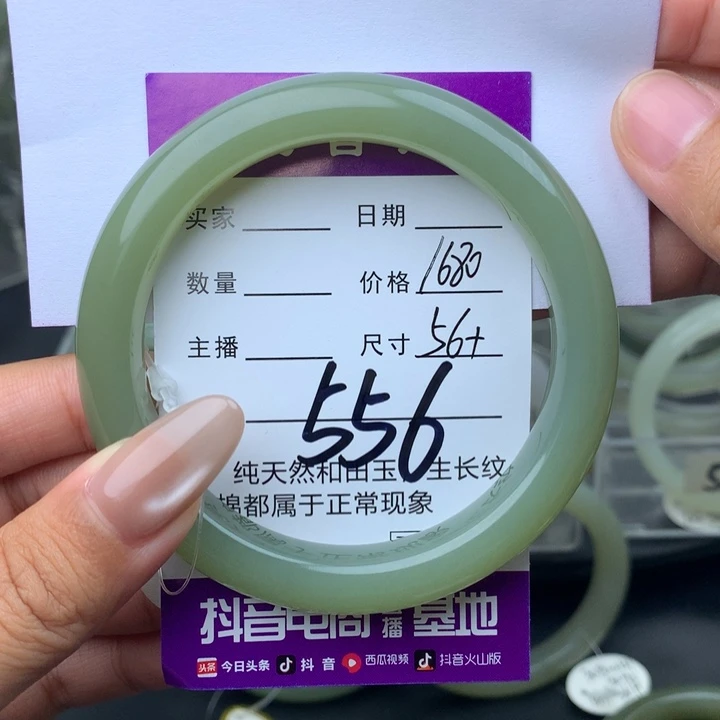 买家 日期
数量 价格 1680
主播 尺寸 56+
556
纯天然和田玉，生长纹
棉都属于正常现象
抖音电商直播基地
头条 今日头条 抖音 西瓜视频 抖音火山版